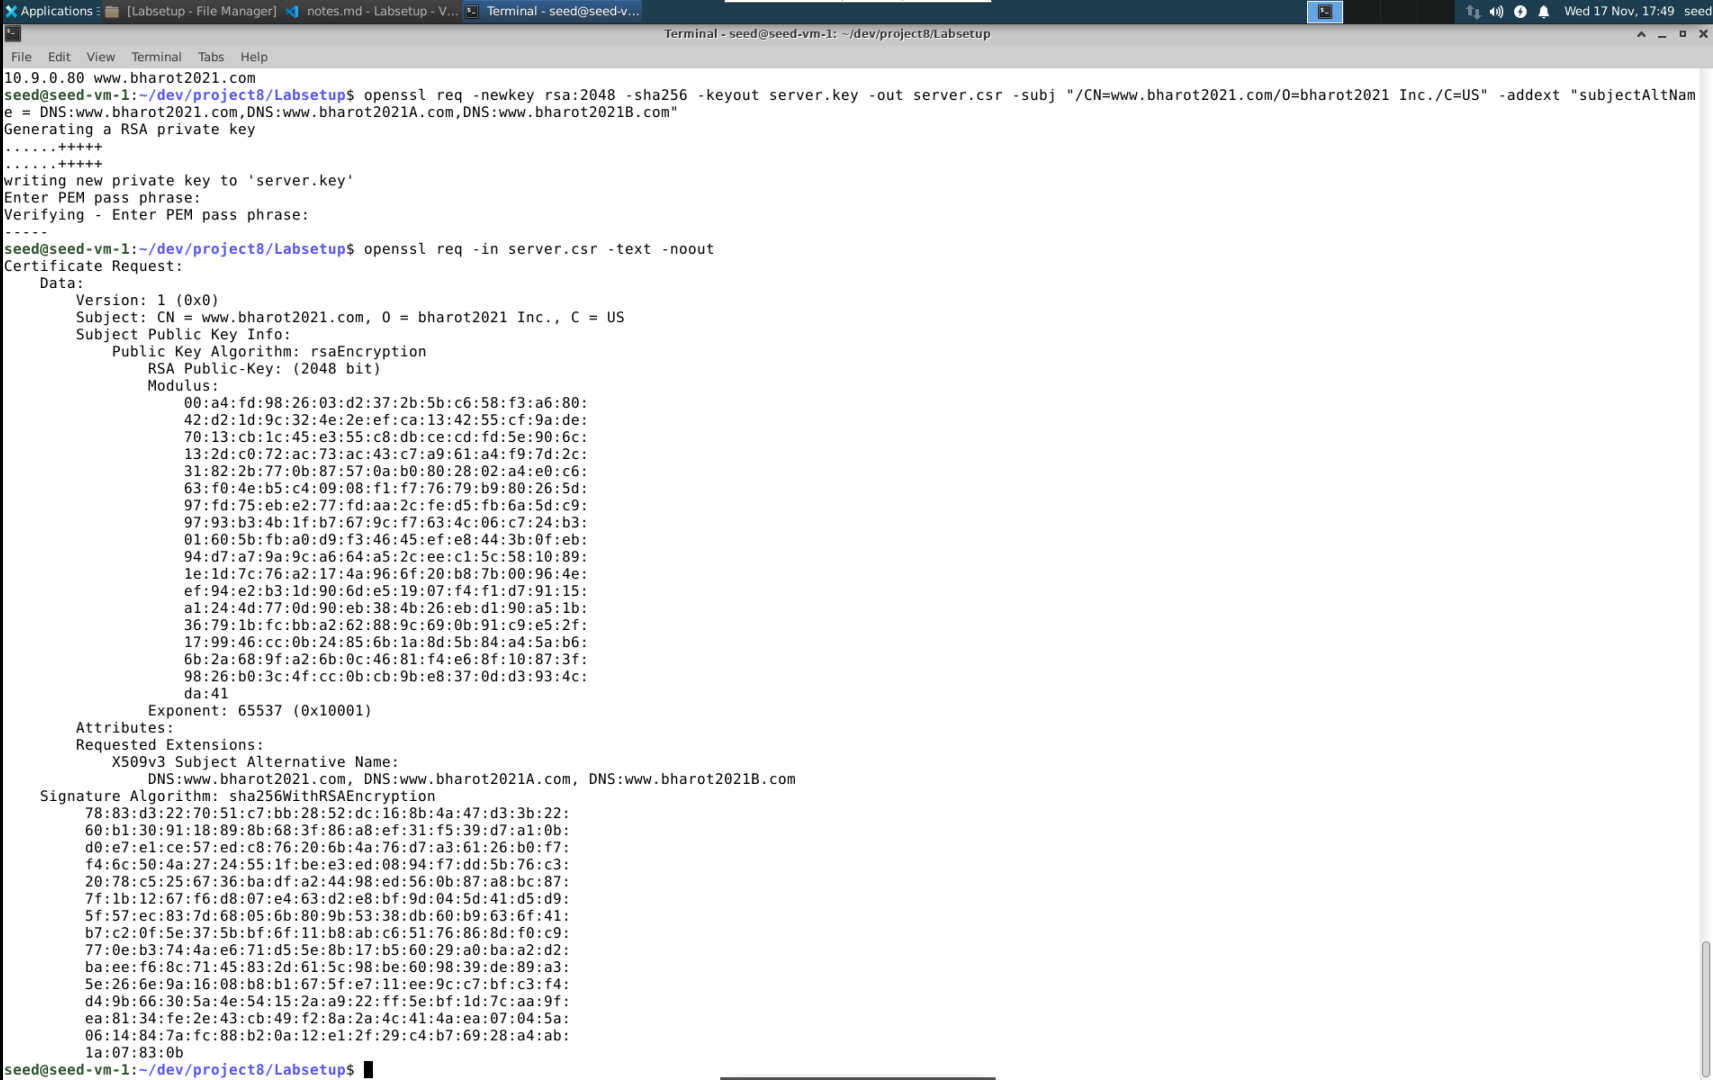 Applications
[Labsetup - File Manager]
notes.md - Labsetup - V...
Terminal - seed@seed-v...
Wed 17 Nov, 17:49
seed
Terminal - seed@seed-vm-1: ~/dev/project8/Labsetup
File Edit View Terminal Tabs Help
10.9.0.80 www.bharot2021.com
seed@seed-vm-1:~/dev/project8/Labsetup$ openssl req -newkey rsa:2048 -sha256 -keyout server.key -out server.csr -subj "/CN=www.bharot2021.com/O=bharot2021 Inc./C=US" -addext "subjectAltNam
e = DNS:www.bharot2021.com,DNS:www.bharot2021A.com,DNS:www.bharot2021B.com"
Generating a RSA private key
......+++++
......+++++
writing new private key to 'server.key'
Enter PEM pass phrase:
Verifying - Enter PEM pass phrase:
-----
seed@seed-vm-1:~/dev/project8/Labsetup$ openssl req -in server.csr -text -noout
Certificate Request:
    Data:
        Version: 1 (0x0)
        Subject: CN = www.bharot2021.com, O = bharot2021 Inc., C = US
        Subject Public Key Info:
            Public Key Algorithm: rsaEncryption
                RSA Public-Key: (2048 bit)
                Modulus:
                    00:a4:fd:98:26:03:d2:37:2b:5b:c6:58:f3:a6:80:
                    42:d2:1d:9c:32:4e:2e:ef:ca:13:42:55:cf:9a:de:
                    70:13:cb:1c:45:e3:55:c8:db:ce:cd:fd:5e:90:6c:
                    13:2d:c0:72:ac:73:ac:43:c7:a9:61:a4:f9:7d:2c:
                    31:82:2b:77:0b:87:57:0a:b0:80:28:02:a4:e0:c6:
                    63:f0:4e:b5:c4:09:08:f1:f7:76:79:b9:80:26:5d:
                    97:fd:75:eb:e2:77:fd:aa:2c:fe:d5:fb:6a:5d:c9:
                    97:93:b3:4b:1f:b7:67:9c:f7:63:4c:06:c7:24:b3:
                    01:60:5b:fb:a0:d9:f3:46:45:ef:e8:44:3b:0f:eb:
                    94:d7:a7:9a:9c:a6:64:a5:2c:ee:c1:5c:58:10:89:
                    1e:1d:7c:76:a2:17:4a:96:6f:20:b8:7b:00:96:4e:
                    ef:94:e2:b3:1d:90:6d:e5:19:07:f4:f1:d7:91:15:
                    a1:24:4d:77:0d:90:eb:38:4b:26:eb:d1:90:a5:1b:
                    36:79:1b:fc:bb:a2:62:88:9c:69:0b:91:c9:e5:2f:
                    17:99:46:cc:0b:24:85:6b:1a:8d:5b:84:a4:5a:b6:
                    6b:2a:68:9f:a2:6b:0c:46:81:f4:e6:8f:10:87:3f:
                    98:26:b0:3c:4f:cc:0b:cb:9b:e8:37:0d:d3:93:4c:
                    da:41
                Exponent: 65537 (0x10001)
        Attributes:
        Requested Extensions:
            X509v3 Subject Alternative Name:
                DNS:www.bharot2021.com, DNS:www.bharot2021A.com, DNS:www.bharot2021B.com
    Signature Algorithm: sha256WithRSAEncryption
         78:83:d3:22:70:51:c7:bb:28:52:dc:16:8b:4a:47:d3:3b:22:
         60:b1:30:91:18:89:8b:68:3f:86:a8:ef:31:f5:39:d7:a1:0b:
         d0:e7:e1:ce:57:ed:c8:76:20:6b:4a:76:d7:a3:61:26:b0:f7:
         f4:6c:50:4a:27:24:55:1f:be:e3:ed:08:94:f7:dd:5b:76:c3:
         20:78:c5:25:67:36:ba:df:a2:44:98:ed:56:0b:87:a8:bc:87:
         7f:1b:12:67:f6:d8:07:e4:63:d2:e8:bf:9d:04:5d:41:d5:d9:
         5f:57:ec:83:7d:68:05:6b:80:9b:53:38:db:60:b9:63:6f:41:
         b7:c2:0f:5e:37:5b:bf:6f:11:b8:ab:c6:51:76:86:8d:f0:c9:
         77:0e:b3:74:4a:e6:71:d5:5e:8b:17:b5:60:29:a0:ba:a2:d2:
         ba:ee:f6:8c:71:45:83:2d:61:5c:98:be:60:98:39:de:89:a3:
         5e:26:6e:9a:16:08:b8:b1:67:5f:e7:11:ee:9c:c7:bf:c3:f4:
         d4:9b:66:30:5a:4e:54:15:2a:a9:22:ff:5e:bf:1d:7c:aa:9f:
         ea:81:34:fe:2e:43:cb:49:f2:8a:2a:4c:41:4a:ea:07:04:5a:
         06:14:84:7a:fc:88:b2:0a:12:e1:2f:29:c4:b7:69:28:a4:ab:
         1a:07:83:0b
seed@seed-vm-1:~/dev/project8/Labsetup$